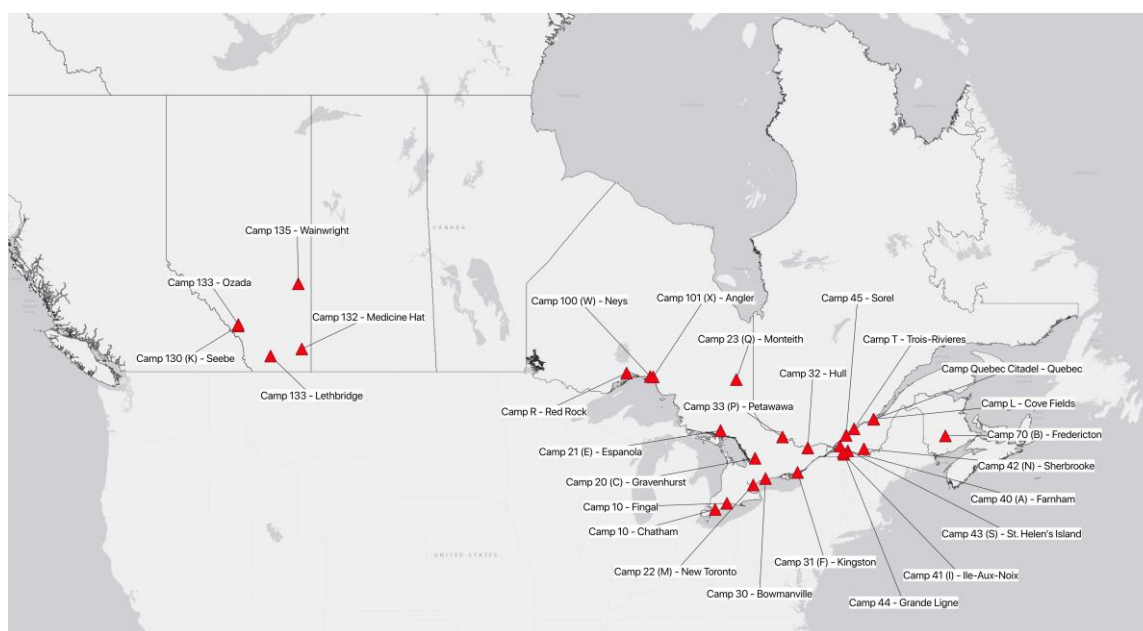 CANADA
Camp 135 - Wainwright
Camp 133 - Ozada
Camp 132 - Medicine Hat
Camp 130 (K) - Seebe
Camp 133 - Lethbridge
Camp 100 (W) - Neys
Camp 101 (X) - Angler
Camp 45 - Sorel
Camp 23 (Q) - Monteith
Camp T - Trois-Rivieres
Camp 32 - Hull
Camp Quebec Citadel - Quebec
Camp R - Red Rock
Camp 33 (P) - Petawawa
Camp L - Cove Fields
Camp 21 (E) - Espanola
Camp 70 (B) - Fredericton
Camp 42 (N) - Sherbrooke
Camp 20 (C) - Gravenhurst
Camp 40 (A) - Farnham
Camp 10 - Fingal
Camp 10 - Chatham
Camp 43 (S) - St. Helen's Island
Camp 22 (M) - New Toronto
Camp 31 (F) - Kingston
Camp 41 (I) - Ile-Aux-Noix
Camp 30 - Bowmanville
Camp 44 - Grande Ligne
UNITED STATES